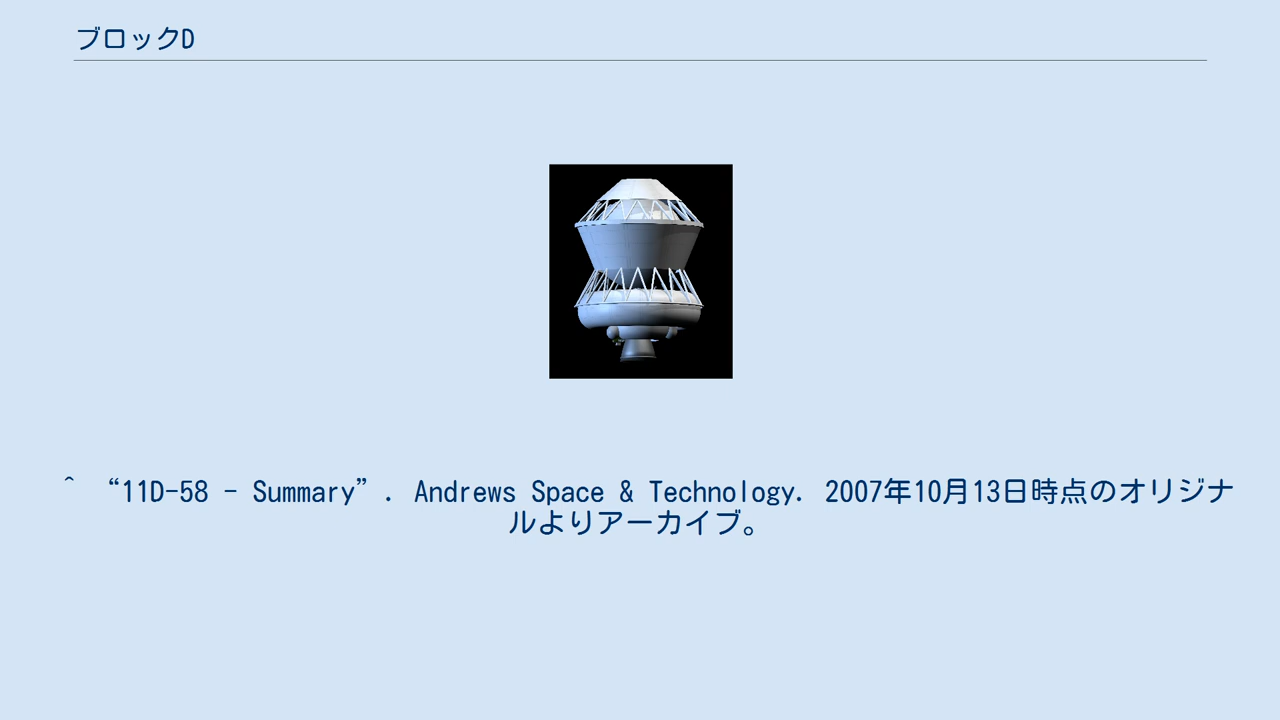 ブロックD
^ “11D-58 - Summary”. Andrews Space & Technology. 2007年10月13日時点のオリジナ
ルよりアーカイブ。